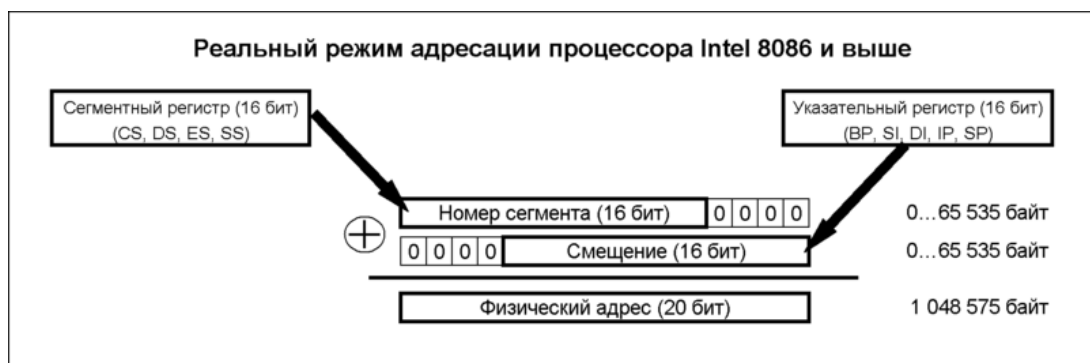 Реальный режим адресации процессора Intel 8086 и выше
Сегментный регистр (16 бит)
(CS, DS, ES, SS)
Указательный регистр (16 бит)
(BP, SI, DI, IP, SP)
Номер сегмента (16 бит) 0 0 0 0 0...65 535 байт
0 0 0 0 Смещение (16 бит) 0...65 535 байт
Физический адрес (20 бит) 1 048 575 байт